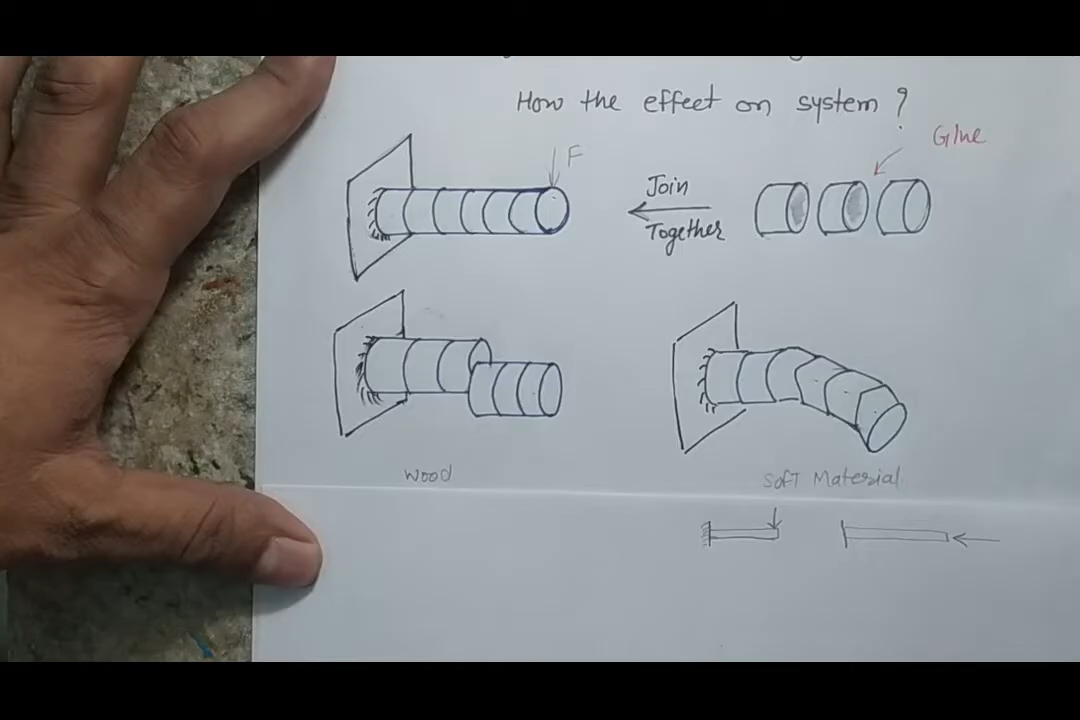 How the effect on system ?
Glue
F
Join
Together
Wood
Soft Material